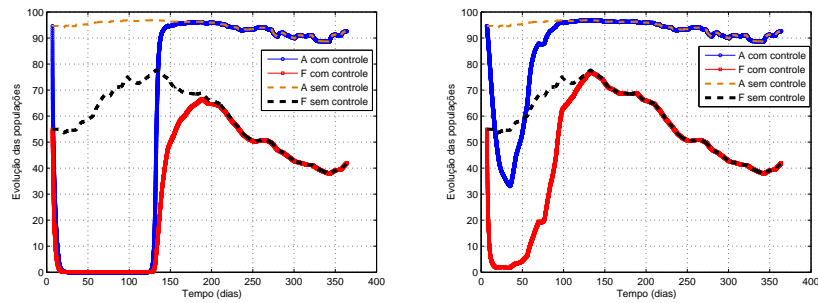 100
90
80
70
60
50
40
30
20
10
0
0 50 100 150 200 250 300 350 400
Evolução das populações
Tempo (dias)
A com controle
F com controle
A sem controle
F sem controle
100
90
80
70
60
50
40
30
20
10
0
0 50 100 150 200 250 300 350 400
Evolução das populações
Tempo (dias)
A com controle
F com controle
A sem controle
F sem controle